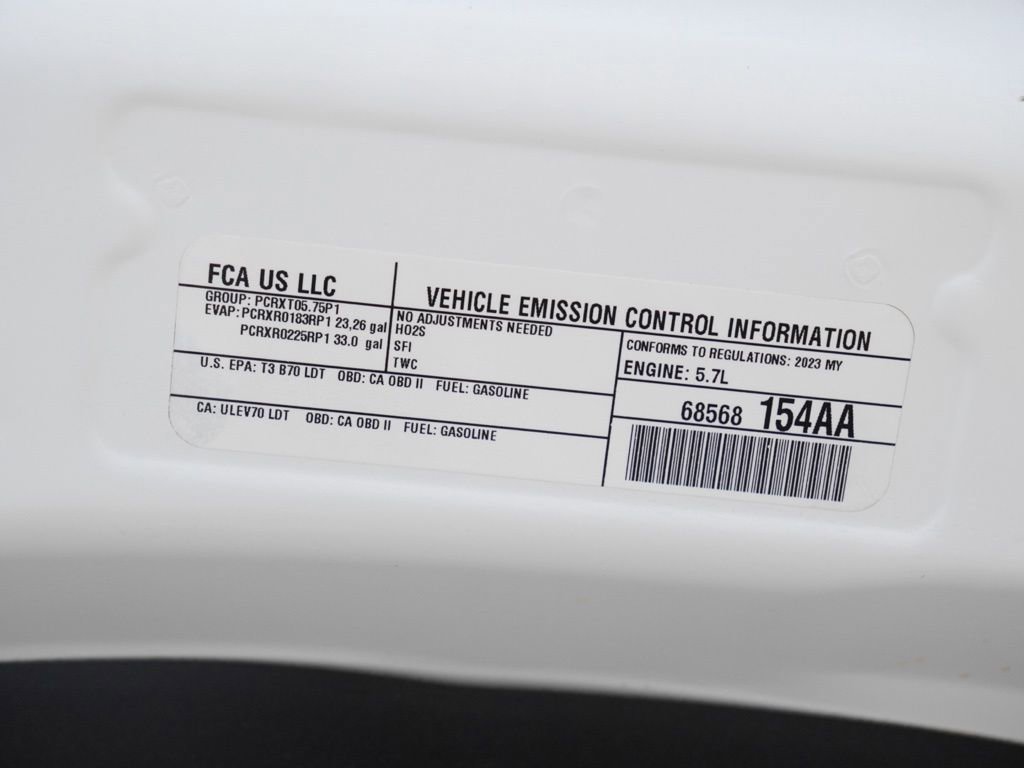 FCA US LLC
VEHICLE EMISSION CONTROL INFORMATION
GROUP: PCRXT05.75P1
EVAP: PCRXR0183RP1 23,26 gal
PCRXR0225RP1 33.0 gal
NO ADJUSTMENTS NEEDED
HO2S
SFI
TWC
CONFORMS TO REGULATIONS: 2023 MY
ENGINE: 5.7L
U.S. EPA: T3 B70 LDT OBD: CA OBD II FUEL: GASOLINE
68568 154AA
CA: ULEV70 LDT OBD: CA OBD II FUEL: GASOLINE